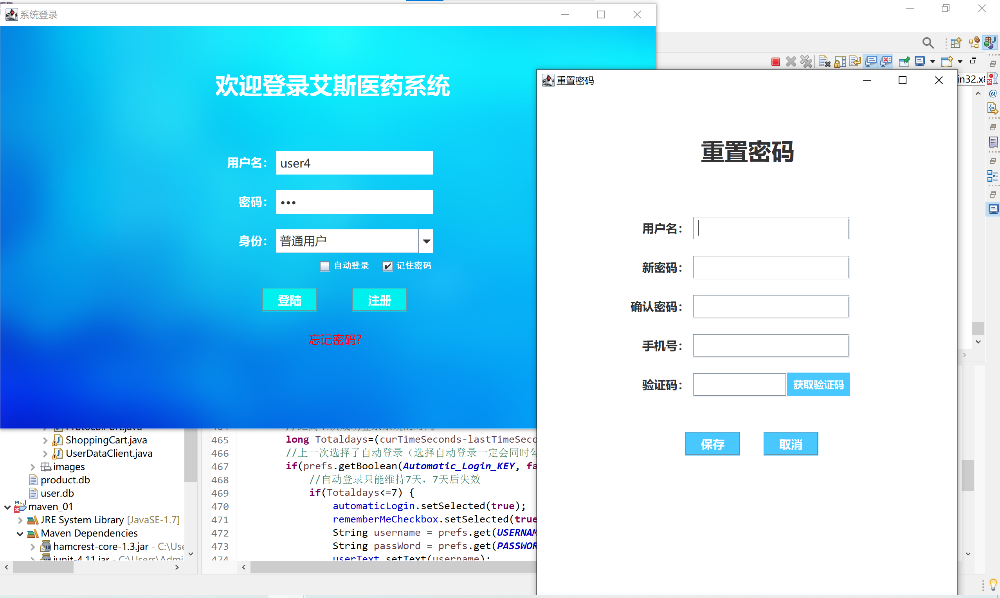 系统登录
欢迎登录艾斯医药系统
用户名：
user4
密码：
•••
身份：
普通用户
自动登录
记住密码
登陆
注册
忘记密码?
重置密码
重置密码
用户名：
新密码：
确认密码：
手机号：
验证码：
获取验证码
保存
取消
in32.x8
ProtocolPort.java
ShoppingCart.java
UserDataClient.java
images
product.db
user.db
maven_01
JRE System Library [JavaSE-1.7]
Maven Dependencies
hamcrest-core-1.3.jar - C:\Use
junit-4.11.jar - C:\Users\Admi
465 long Totaldays=(curTimeSeconds-lastTimeSeco
466 //上一次选择了自动登录（选择自动登录一定会同时勾
467 if(prefs.getBoolean(Automatic_Login_KEY, fa
468 //自动登录只能维持7天，7天后失效
469 if(Totaldays<=7) {
470 automaticLogin.setSelected(true);
471 rememberMeCheckbox.setSelected(true
472 String username = prefs.get(USERNAM
473 String passWord = prefs.get(PASSWOR
474 userText.setText(username);